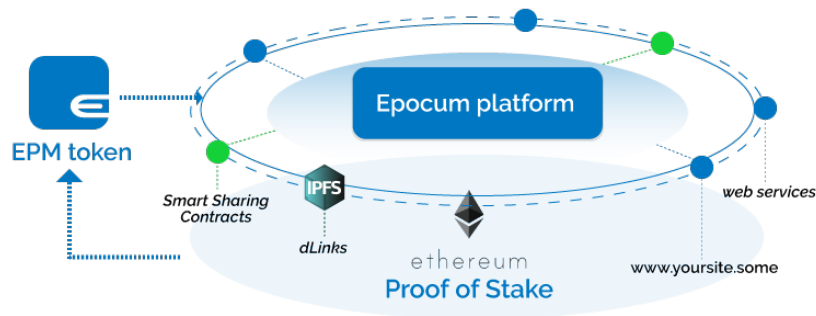 Epocum platform
EPM token
IPFS
Smart Sharing
Contracts
dLinks
web services
ethereum
www.yoursite.some
Proof of Stake